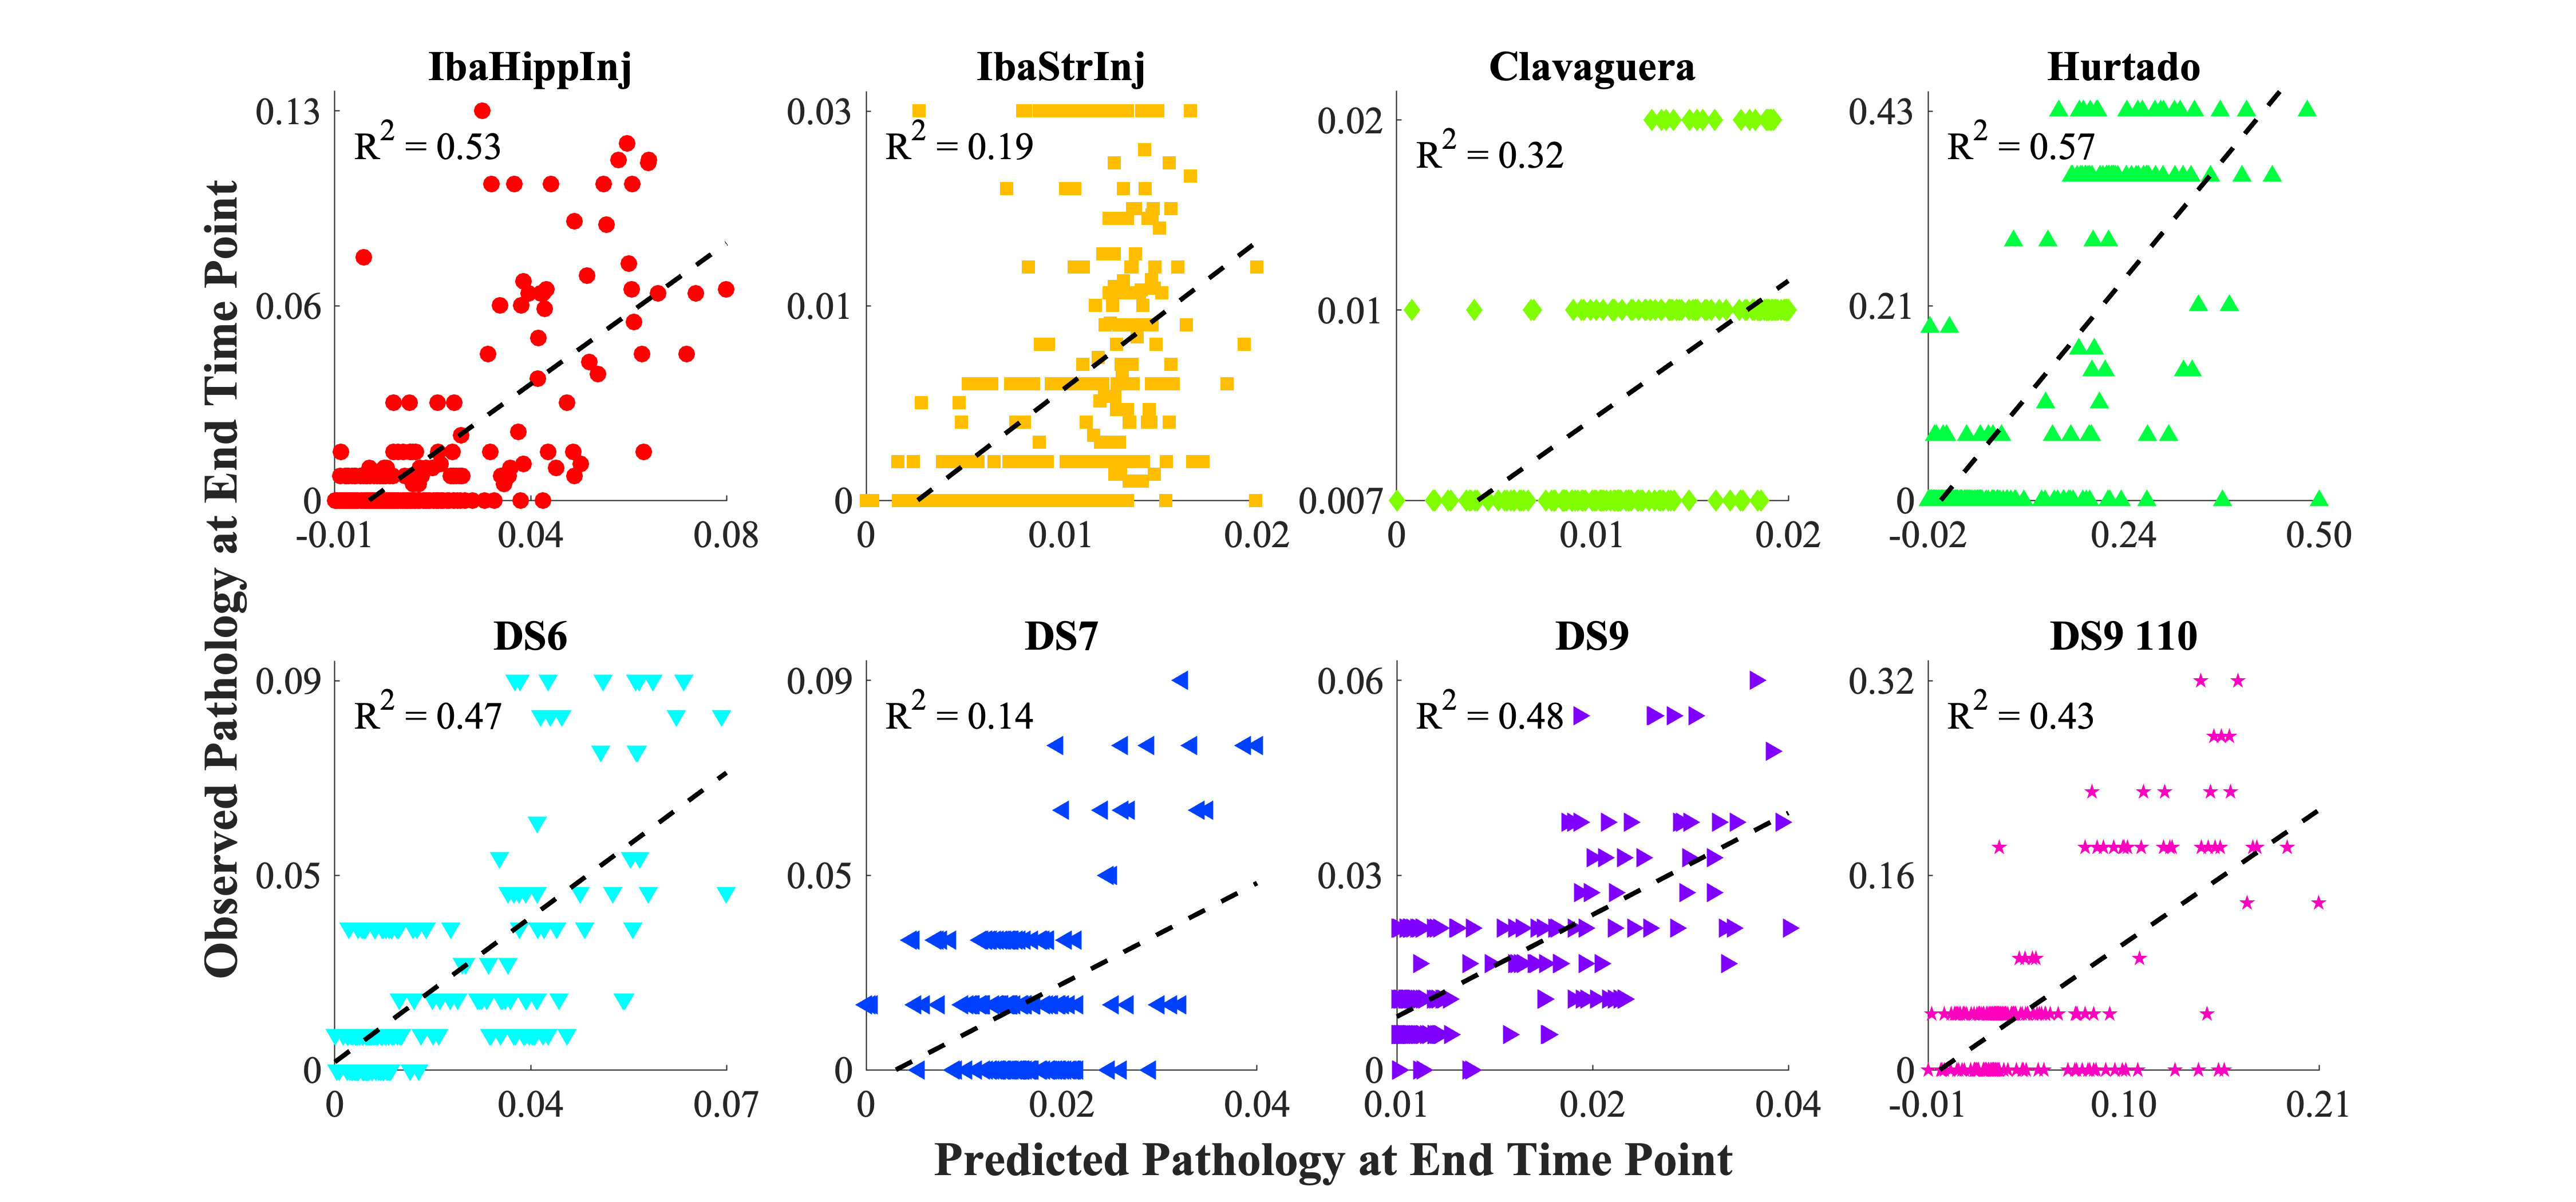 IbaHippInj
IbaStrInj
Clavaguera
Hurtado
0.13
R² = 0.53
0.06
0
-0.01
0.04
0.08
0.03
R² = 0.19
0.01
0
0
0.01
0.02
0.02
R² = 0.32
0.01
0.007
0
0.01
0.02
0.43
R² = 0.57
0.21
0
-0.02
0.24
0.50
Observed Pathology at End Time Point
DS6
DS7
DS9
DS9 110
0.09
R² = 0.47
0.05
0
0
0.04
0.07
0.09
R² = 0.14
0.05
0
0
0.02
0.04
0.06
R² = 0.48
0.03
0
0.01
0.02
0.04
0.32
R² = 0.43
0.16
0
-0.01
0.10
0.21
Predicted Pathology at End Time Point